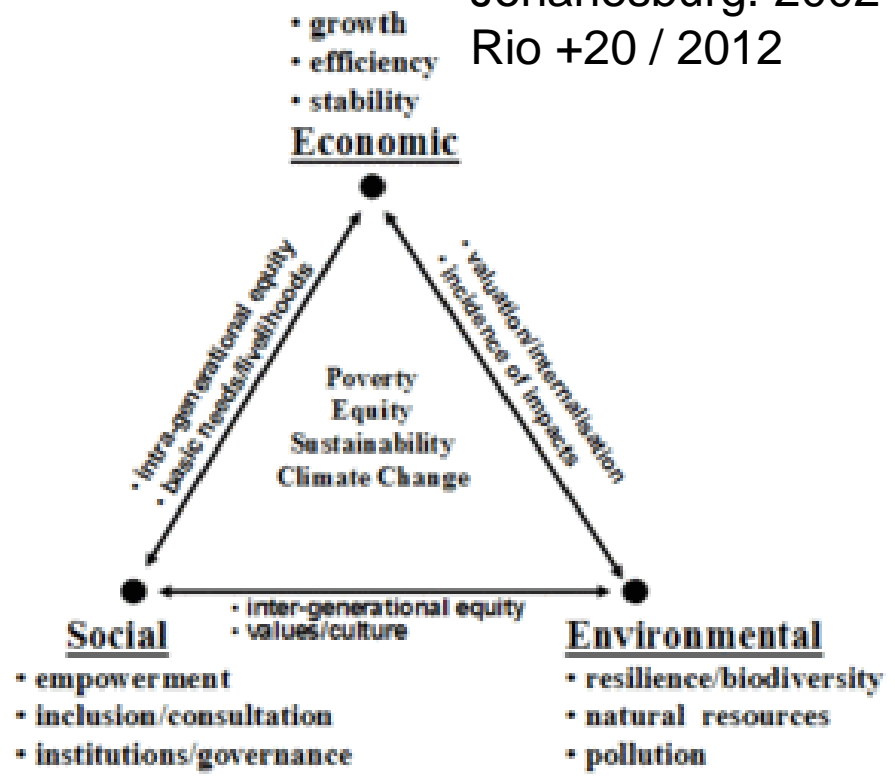 Johanesburg: 2002
Rio +20 / 2012
• growth
• efficiency
• stability
Economic
• intra-generational equity
• basic needs/livelihoods
• valuation/internalisation
• incidence of impacts
Poverty
Equity
Sustainability
Climate Change
• inter-generational equity
• values/culture
Social
• empowerment
• inclusion/consultation
• institutions/governance
Environmental
• resilience/biodiversity
• natural resources
• pollution